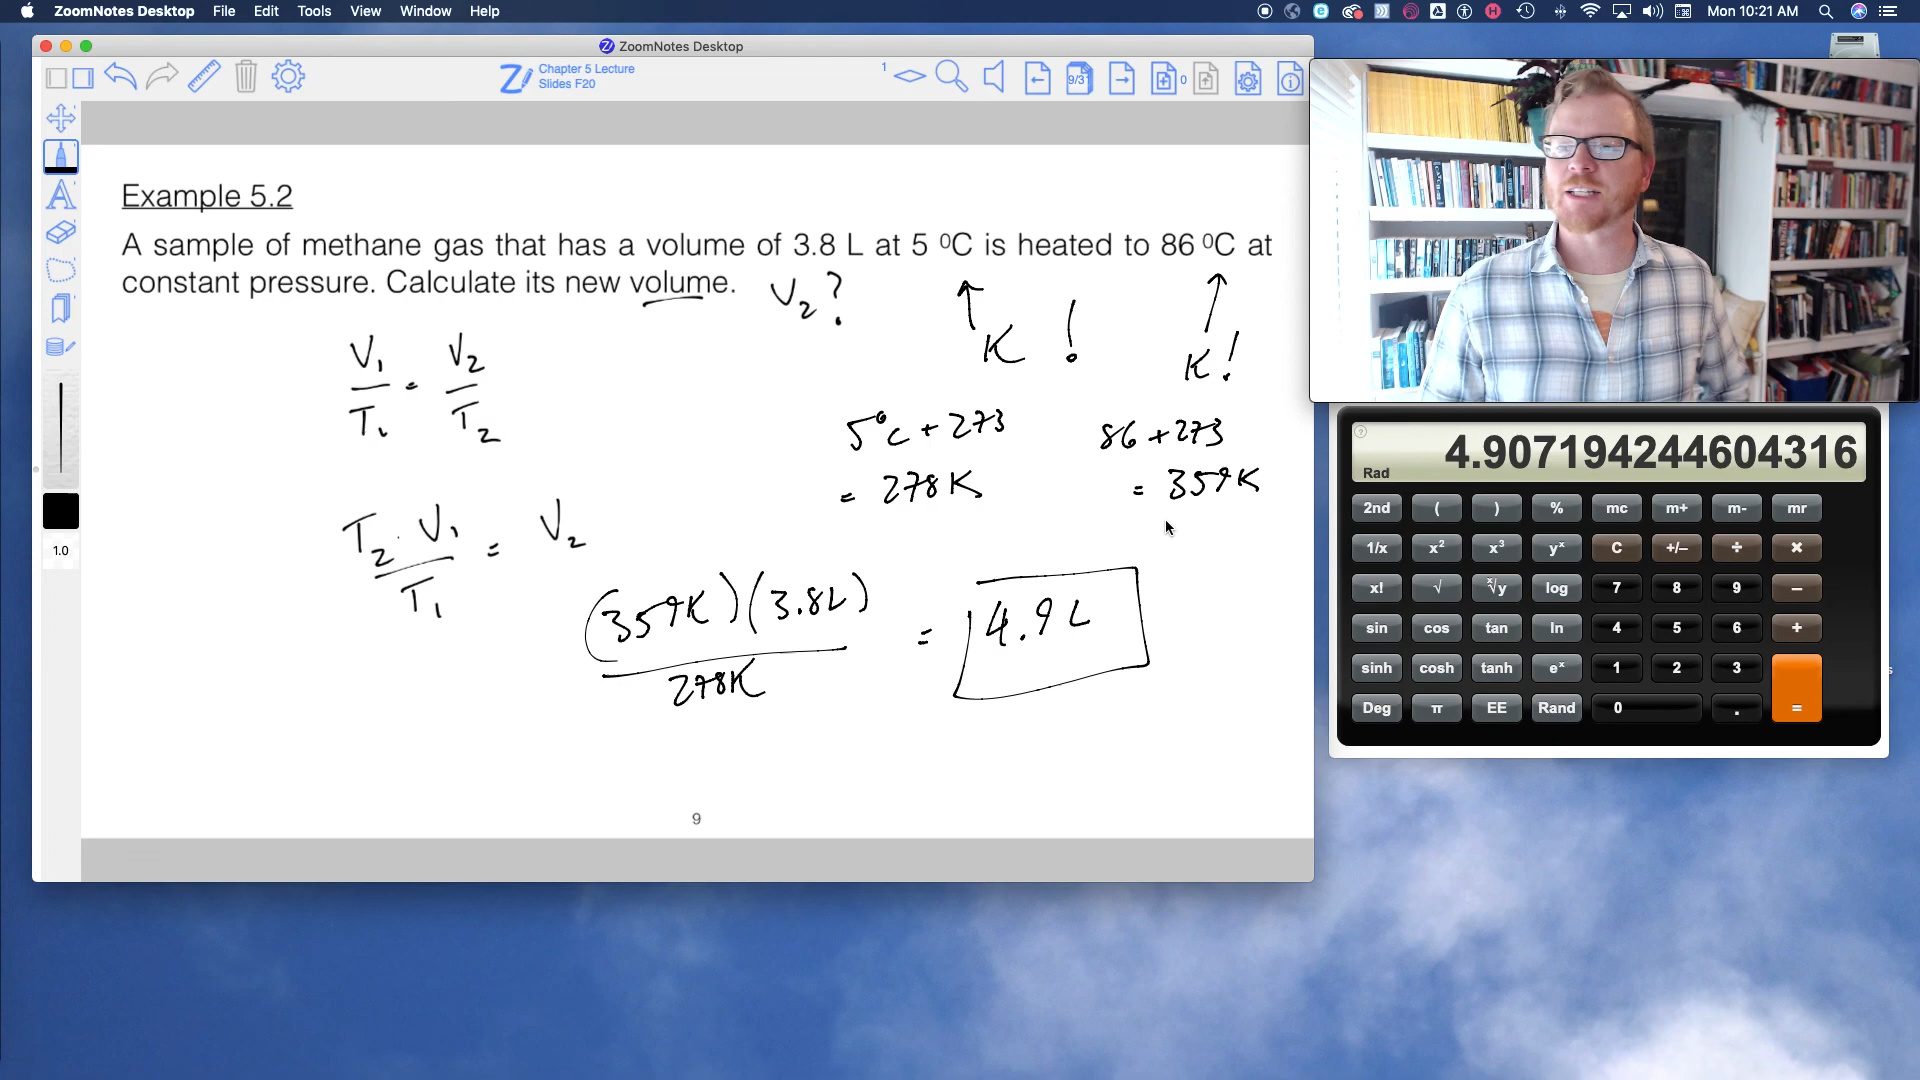 ZoomNotes Desktop File Edit Tools View Window Help Mon 10:21 AM
ZoomNotes Desktop
Chapter 5 Lecture
Slides F20
1
9/31
0
Example 5.2
A sample of methane gas that has a volume of 3.8 L at 5 ⁰C is heated to 86 ⁰C at
constant pressure. Calculate its new volume. V₂ ?
K ! K !
V₁/T₁ = V₂/T₂
5°C + 273 86 + 273
= 278 K = 359 K
T₂ · V₁ / T₁ = V₂
(359K)(3.8L) / 278K = 4.9 L
9
1.0
4.907194244604316
Rad
2nd ( ) % mc m+ m- mr
1/x x² x³ yˣ C +/– ÷ ×
x! √ ˣ√y log 7 8 9 –
sin cos tan ln 4 5 6 +
sinh cosh tanh eˣ 1 2 3
Deg π EE Rand 0 . =